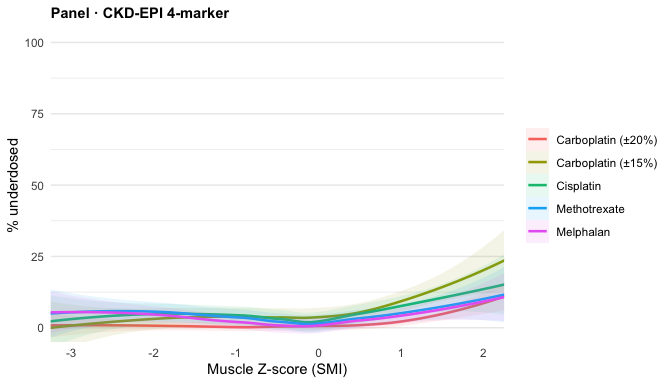 Panel · CKD-EPI 4-marker
100
75
50
25
0
% underdosed
-3
-2
-1
0
1
2
Muscle Z-score (SMI)
Carboplatin (±20%)
Carboplatin (±15%)
Cisplatin
Methotrexate
Melphalan